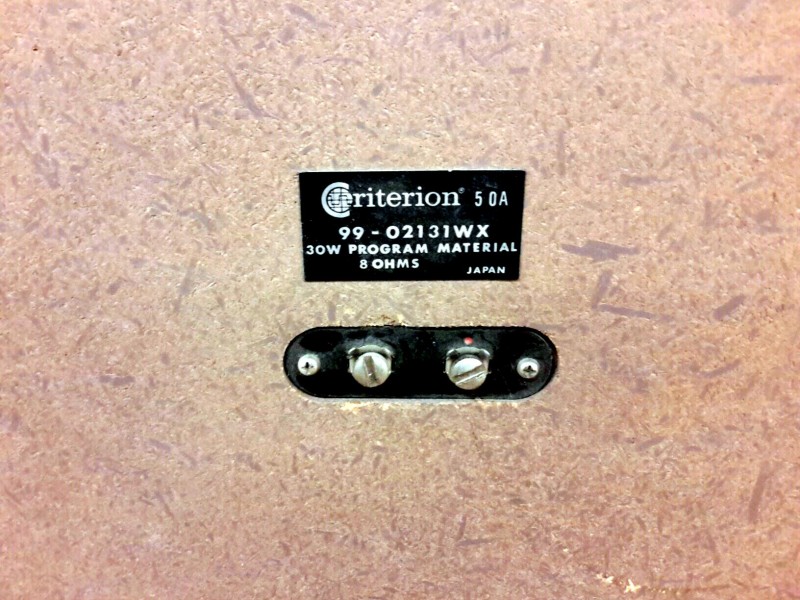 Criterion® 50A
99-02131WX
30W PROGRAM MATERIAL
8 OHMS
JAPAN